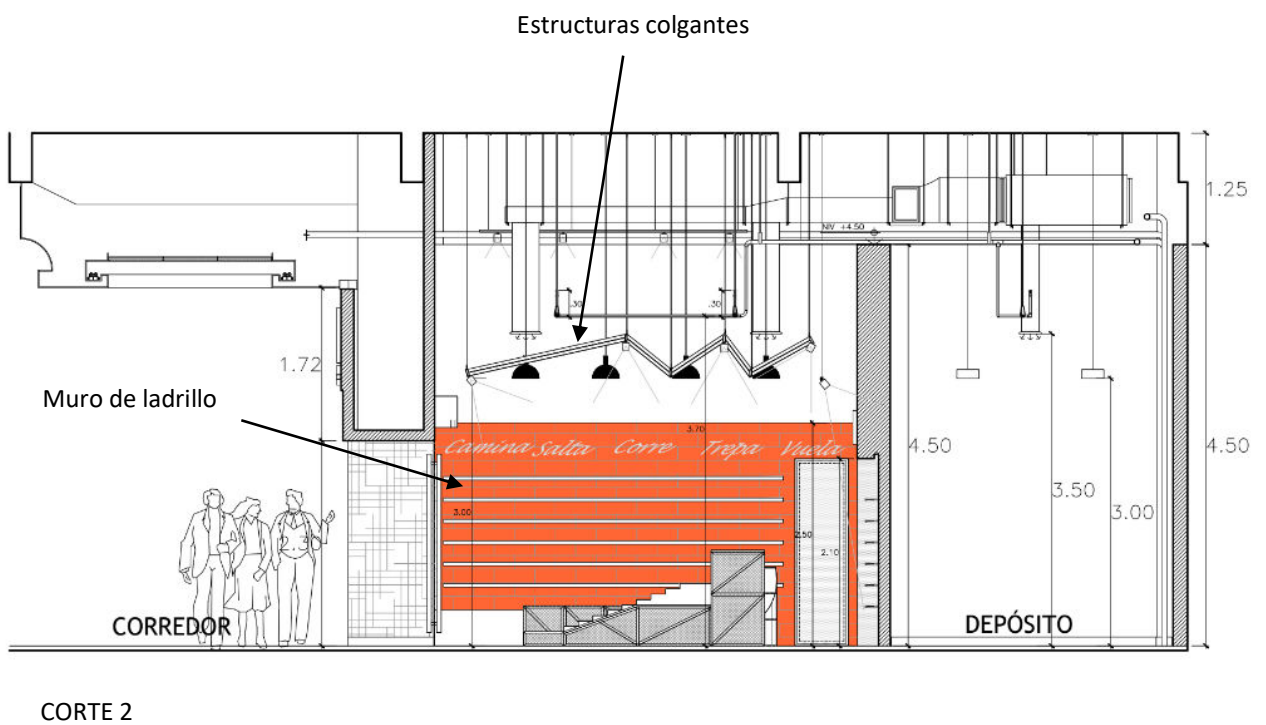 Estructuras colgantes
1.25
NIV +4.50
.30
.30
1.72
Muro de ladrillo
3.70
Camina Salta Corre Trepa Vuela
4.50
4.50
3.50
3.00
3.00
2.50
2.10
CORREDOR
DEPÓSITO
CORTE 2